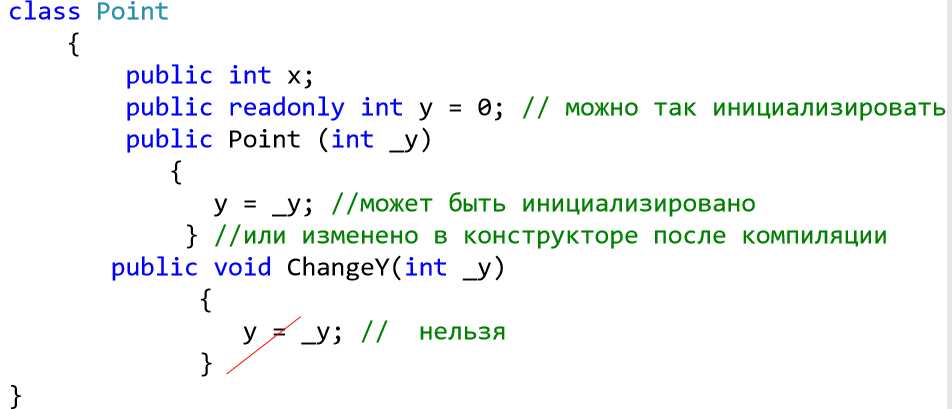 class Point
{
public int x;
public readonly int y = 0; // можно так инициализировать
public Point (int _y)
{
y = _y; //может быть инициализировано
} //или изменено в конструкторе после компиляции
public void ChangeY(int _y)
{
y = _y; //  нельзя
}
}